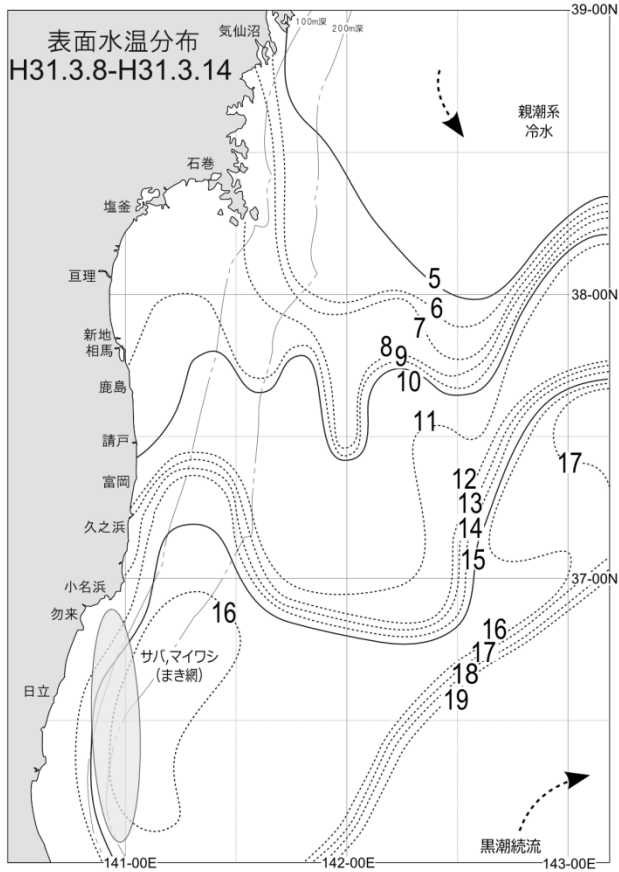 39-00N
表面水温分布
H31.3.8-H31.3.14
気仙沼
100m深
200m深
親潮系
冷水
石巻
塩釜
亘理
5
38-00N
6
7
新地
相馬
8
9
10
鹿島
11
請戸
17
富岡
12
13
久之浜
14
15
小名浜
37-00N
勿来
16
サバ,マイワシ
(まき網)
16
17
18
19
日立
黒潮続流
141-00E
142-00E
143-00E